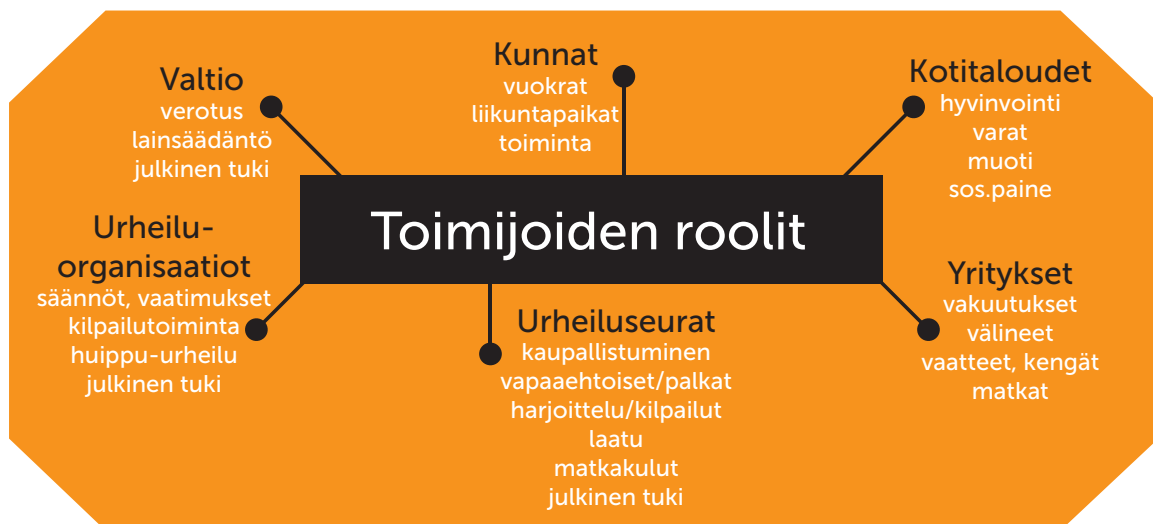 Valtio
verotus
lainsäädäntö
julkinen tuki
Kunnat
vuokrat
liikuntapaikat
toiminta
Kotitaloudet
hyvinvointi
varat
muoti
sos.paine
Toimijoiden roolit
Urheilu-
organisaatiot
säännöt, vaatimukset
kilpailutoiminta
huippu-urheilu
julkinen tuki
Urheiluseurat
kaupallistuminen
vapaaehtoiset/palkat
harjoittelu/kilpailut
laatu
matkakulut
julkinen tuki
Yritykset
vakuutukset
välineet
vaatteet, kengät
matkat